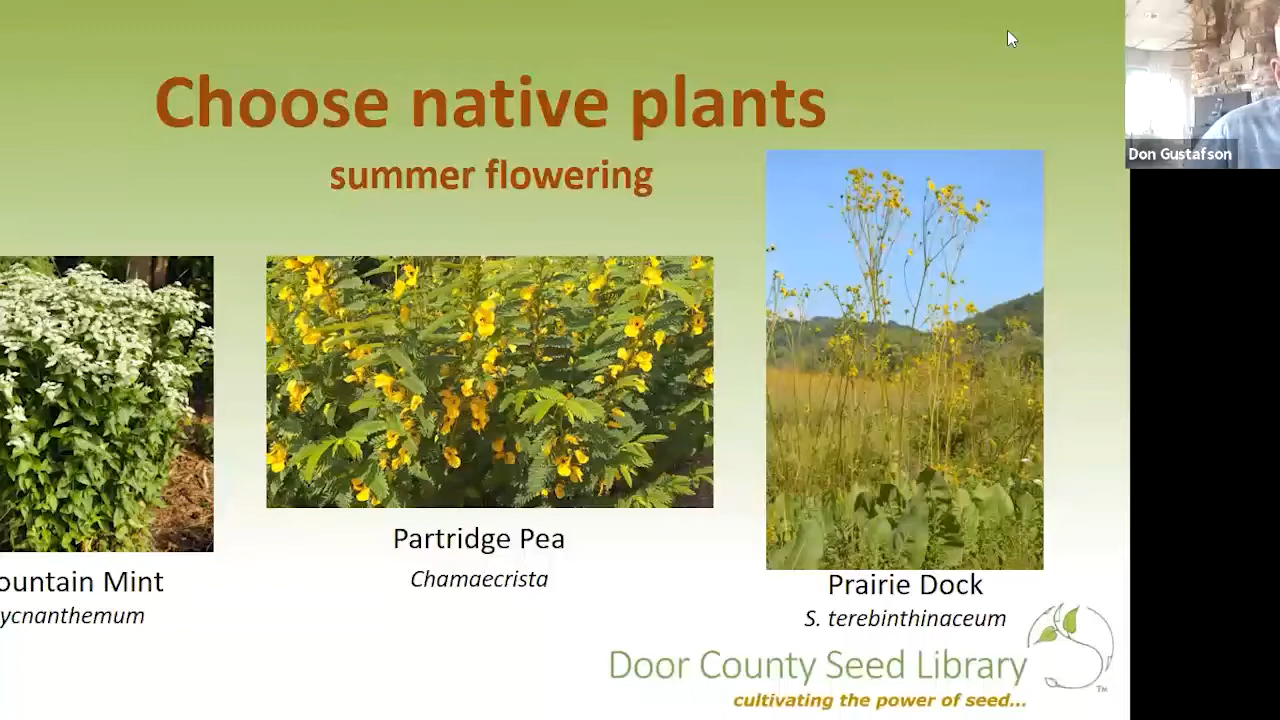 Choose native plants
summer flowering
Don Gustafson
ountain Mint
ycnanthemum
Partridge Pea
Chamaecrista
Prairie Dock
S. terebinthinaceum
Door County Seed Library
TM
cultivating the power of seed...